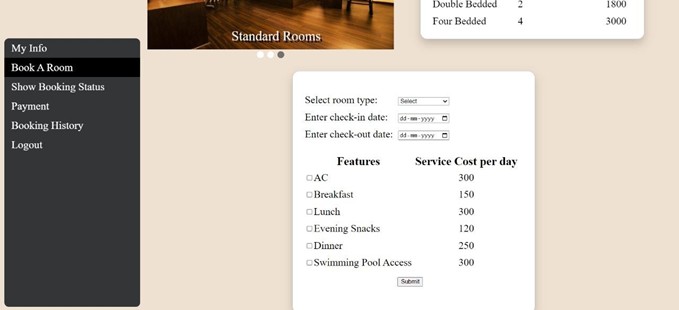 Double Bedded 2 1800
Four Bedded 4 3000
Standard Rooms
My Info
Book A Room
Show Booking Status
Payment
Booking History
Logout
Select room type: Select
Enter check-in date: dd-mm-yyyy
Enter check-out date: dd-mm-yyyy
Features Service Cost per day
AC 300
Breakfast 150
Lunch 300
Evening Snacks 120
Dinner 250
Swimming Pool Access 300
Submit